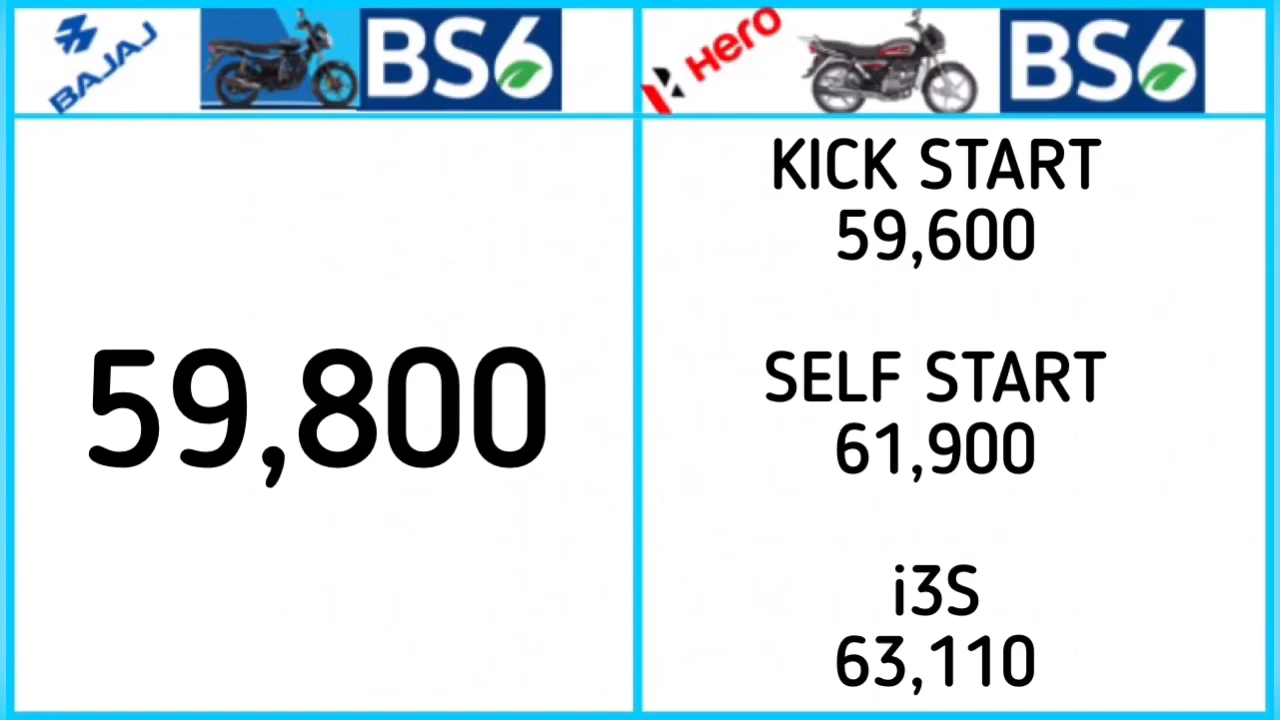 BAJAJ
BS6
Hero
BS6
59,800
KICK START
59,600
SELF START
61,900
i3S
63,110